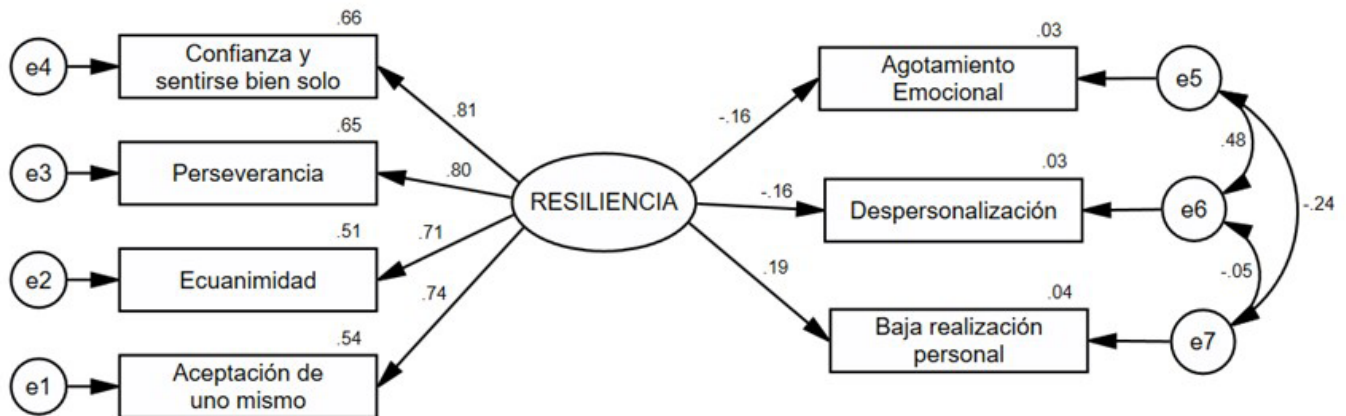 .66
e4
Confianza y
sentirse bien solo
.81
.65
e3
Perseverancia
.80
.51
e2
Ecuanimidad
.71
.54
e1
Aceptación de
uno mismo
.74
RESILIENCIA
.03
Agotamiento
Emocional
e5
-.16
.48
.03
Despersonalización
e6
-.16
-.24
-.05
.04
Baja realización
personal
e7
.19